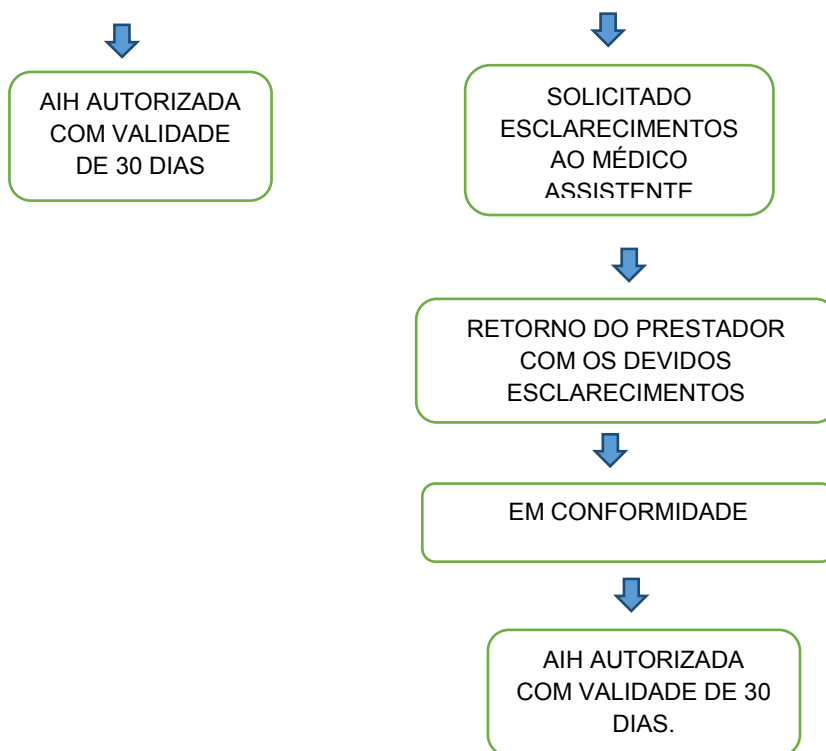 AIH AUTORIZADA
COM VALIDADE
DE 30 DIAS
SOLICITADO
ESCLARECIMENTOS
AO MÉDICO
ASSISTENTE
RETORNO DO PRESTADOR
COM OS DEVIDOS
ESCLARECIMENTOS
EM CONFORMIDADE
AIH AUTORIZADA
COM VALIDADE DE 30
DIAS.